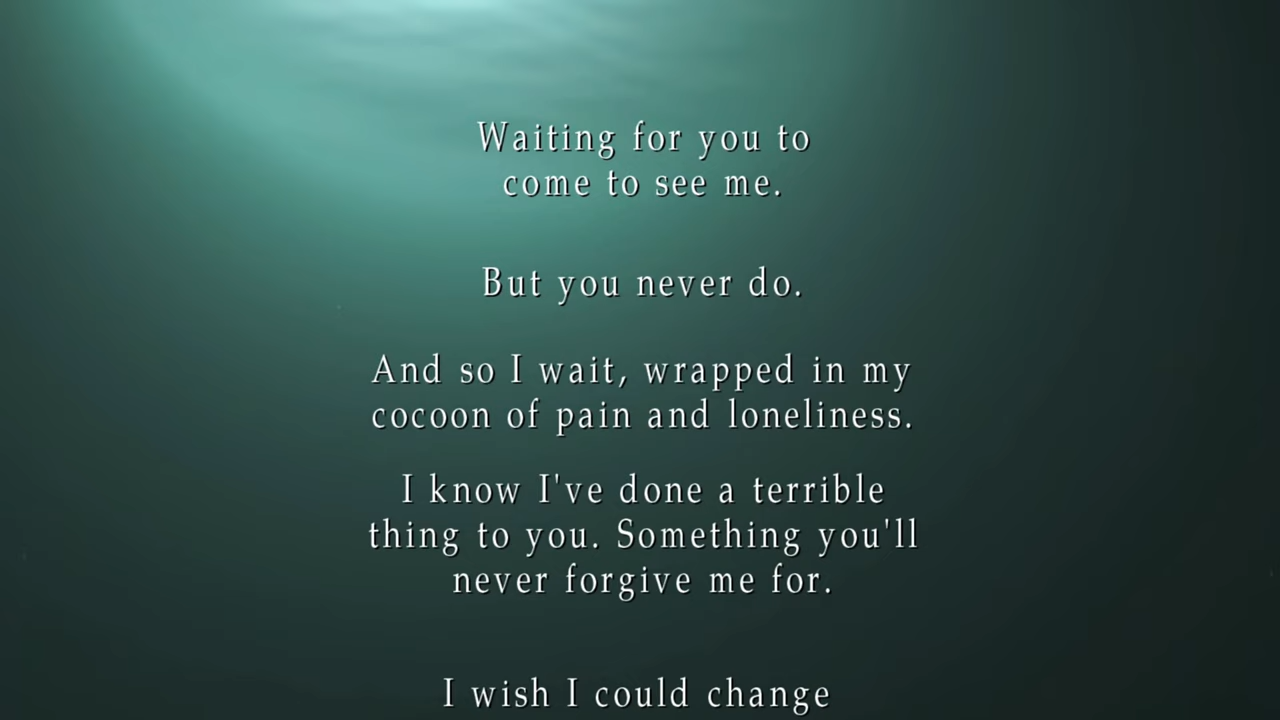 Waiting for you to
come to see me.
But you never do.
And so I wait, wrapped in my
cocoon of pain and loneliness.
I know I've done a terrible
thing to you. Something you'll
never forgive me for.
I wish I could change